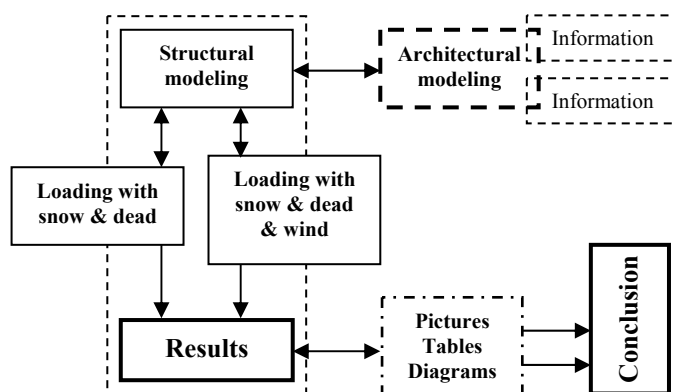 Structural
modeling
Architectural
modeling
Information
Information
Loading with
snow & dead
Loading with
snow & dead
& wind
Results
Pictures
Tables
Diagrams
Conclusion